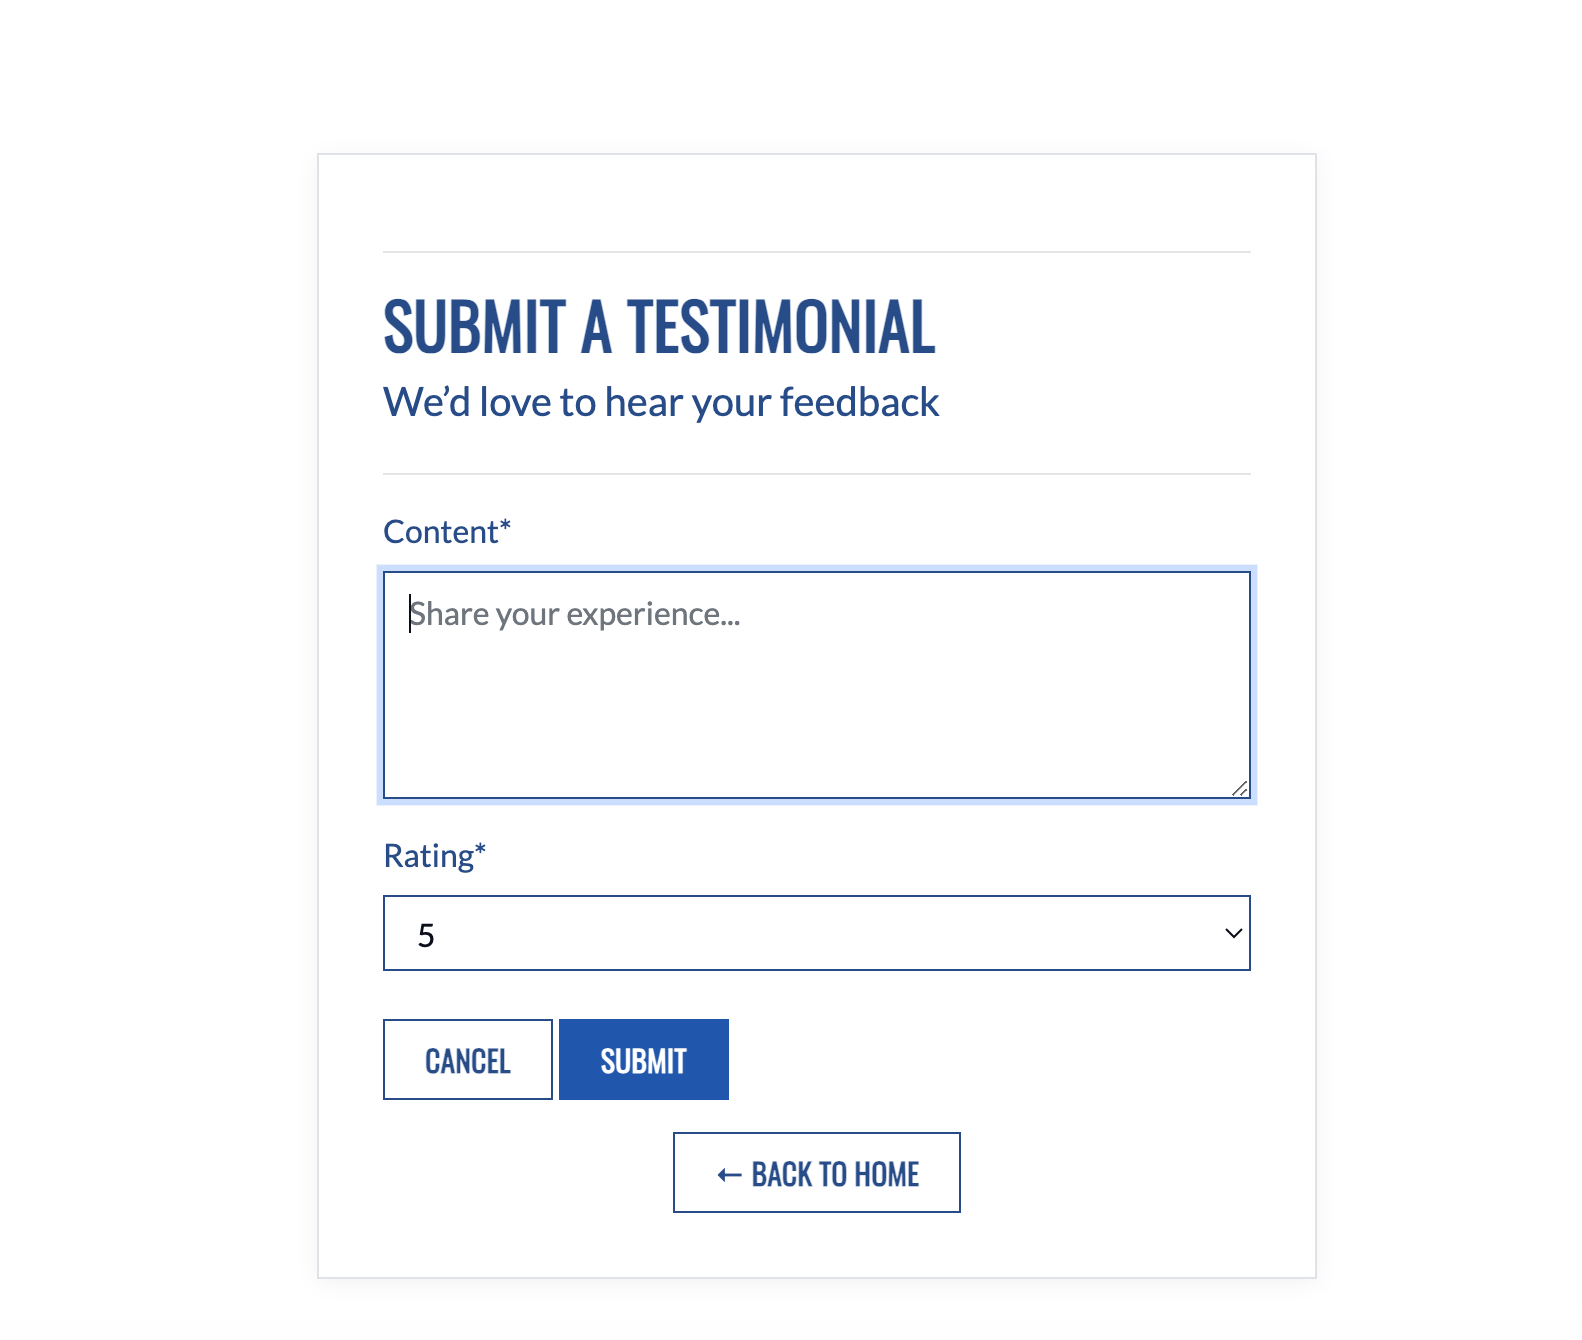 SUBMIT A TESTIMONIAL
We’d love to hear your feedback
Content*
Share your experience...
Rating*
5
CANCEL SUBMIT
← BACK TO HOME